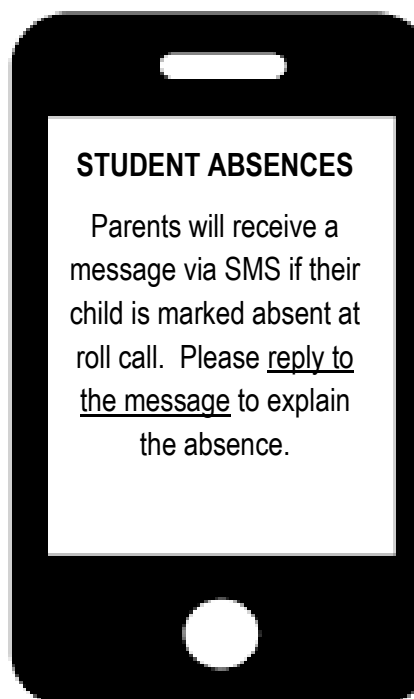 STUDENT ABSENCES
Parents will receive a
message via SMS if their
child is marked absent at
roll call.  Please reply to
the message to explain
the absence.